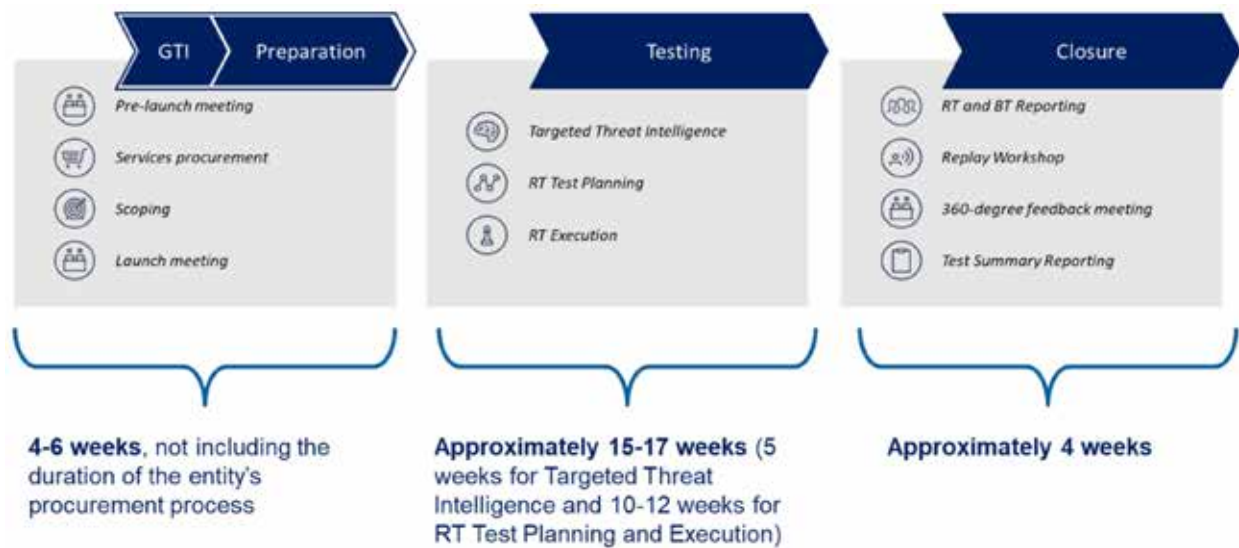 GTI
Preparation
Pre-launch meeting
Services procurement
Scoping
Launch meeting
4-6 weeks, not including the
duration of the entity's
procurement process
Testing
Targeted Threat Intelligence
RT Test Planning
RT Execution
Approximately 15-17 weeks (5
weeks for Targeted Threat
Intelligence and 10-12 weeks for
RT Test Planning and Execution)
Closure
RT and BT Reporting
Replay Workshop
360-degree feedback meeting
Test Summary Reporting
Approximately 4 weeks